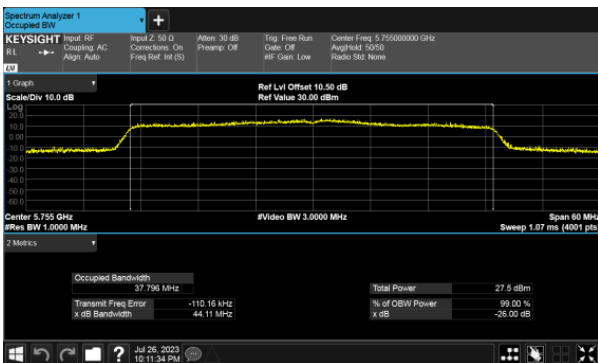 Spectrum Analyzer 1
Occupied BW
+
KEYSIGHT Input: RF Input Z: 50 Ω Atten: 30 dB Trig: Free Run Center Freq: 5.755000000 GHz
RL Coupling: AC Corrections: On Preamp: Off Gate: Off Avg|Hold: 50/50
Align: Auto Freq Ref: Int (S) #IF Gain: Low Radio Std: None
LXI
1 Graph
Ref Lvl Offset 10.50 dB
Scale/Div 10.0 dB Ref Value 30.00 dBm
Log
20.0
10.0
0.00
-10.0
-20.0
-30.0
-40.0
-50.0
-60.0
Center 5.755 GHz #Video BW 3.0000 MHz Span 60 MHz
#Res BW 1.0000 MHz Sweep 1.07 ms (4001 pts
2 Metrics
Occupied Bandwidth
37.796 MHz Total Power 27.5 dBm
Transmit Freq Error -110.16 kHz % of OBW Power 99.00 %
x dB Bandwidth 44.11 MHz x dB -26.00 dB
? Jul 26, 2023
10:11:34 PM